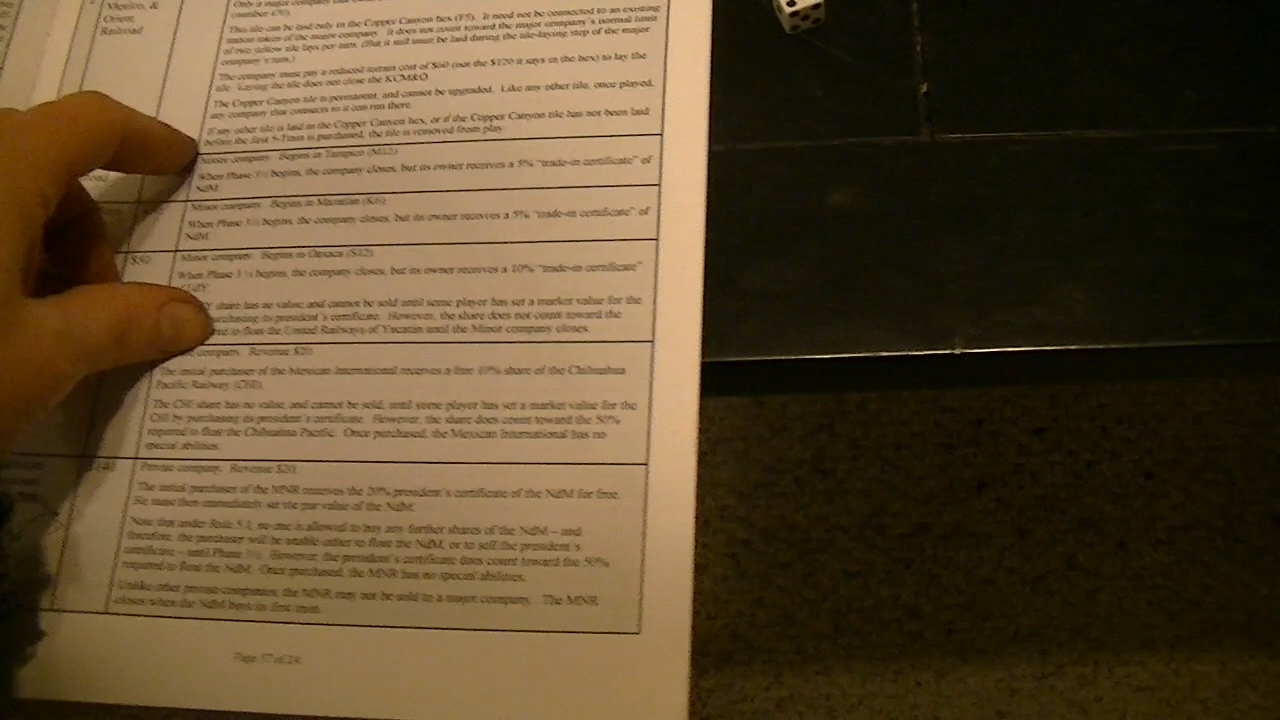 Mexico, &
Orient
Railroad
Only a major company that
(number 470).
This tile can be laid only in the Copper Canyon hex (F5). It need not be connected to an existing
station token of the major company. It does not count toward the major company's normal limit
of two yellow tile lays per turn. (But it still must be laid during the tile-laying step of the major
company's turn.)
The company must pay a reduced terrain cost of $60 (not the $120 it says in the hex) to lay the
tile. Laying the tile does not close the KCM&O.
The Copper Canyon tile is permanent, and cannot be upgraded. Like any other tile, once played,
any company that connects to it can run there.
If any other tile is laid in the Copper Canyon hex, or if the Copper Canyon tile has not been laid
before the first 5-Train is purchased, the tile is removed from play.
Minor company. Begins in Tampico (M12).
When Phase 3½ begins, the company closes, but its owner receives a 5% "trade-in certificate" of
NdM.
Minor company. Begins in Mazatlán (K6).
When Phase 3½ begins, the company closes, but its owner receives a 5% "trade-in certificate" of
NdM.
$50
Minor company. Begins in Oaxaca (S12).
When Phase 3½ begins, the company closes, but its owner receives a 10% "trade-in certificate"
UdY.
share has no value, and cannot be sold until some player has set a market value for the
purchasing its president's certificate. However, the share does not count toward the
to float the United Railways of Yucatán until the Minor company closes.
company. Revenue $20.
The initial purchaser of the Mexican International receives a free 10% share of the Chihuahua
Pacific Railway (CHI).
The CHI share has no value, and cannot be sold, until some player has set a market value for the
CHI by purchasing its president's certificate. However, the share does count toward the 50%
required to float the Chihuahua Pacific. Once purchased, the Mexican International has no
special abilities.
Private company. Revenue $20.
The initial purchaser of the MNR receives the 20% president's certificate of the NdM for free.
He must then immediately set the par value of the NdM.
Note that under Rule 5.1, no one is allowed to buy any further shares of the NdM – and
therefore, the purchaser will be unable either to float the NdM, or to sell the president's
certificate – until Phase 3½. However, the president's certificate does count toward the 50%
required to float the NdM. Once purchased, the MNR has no special abilities.
Unlike other private companies, the MNR may not be sold to a major company. The MNR
closes when the NdM buys its first train.
Page 17 of 24